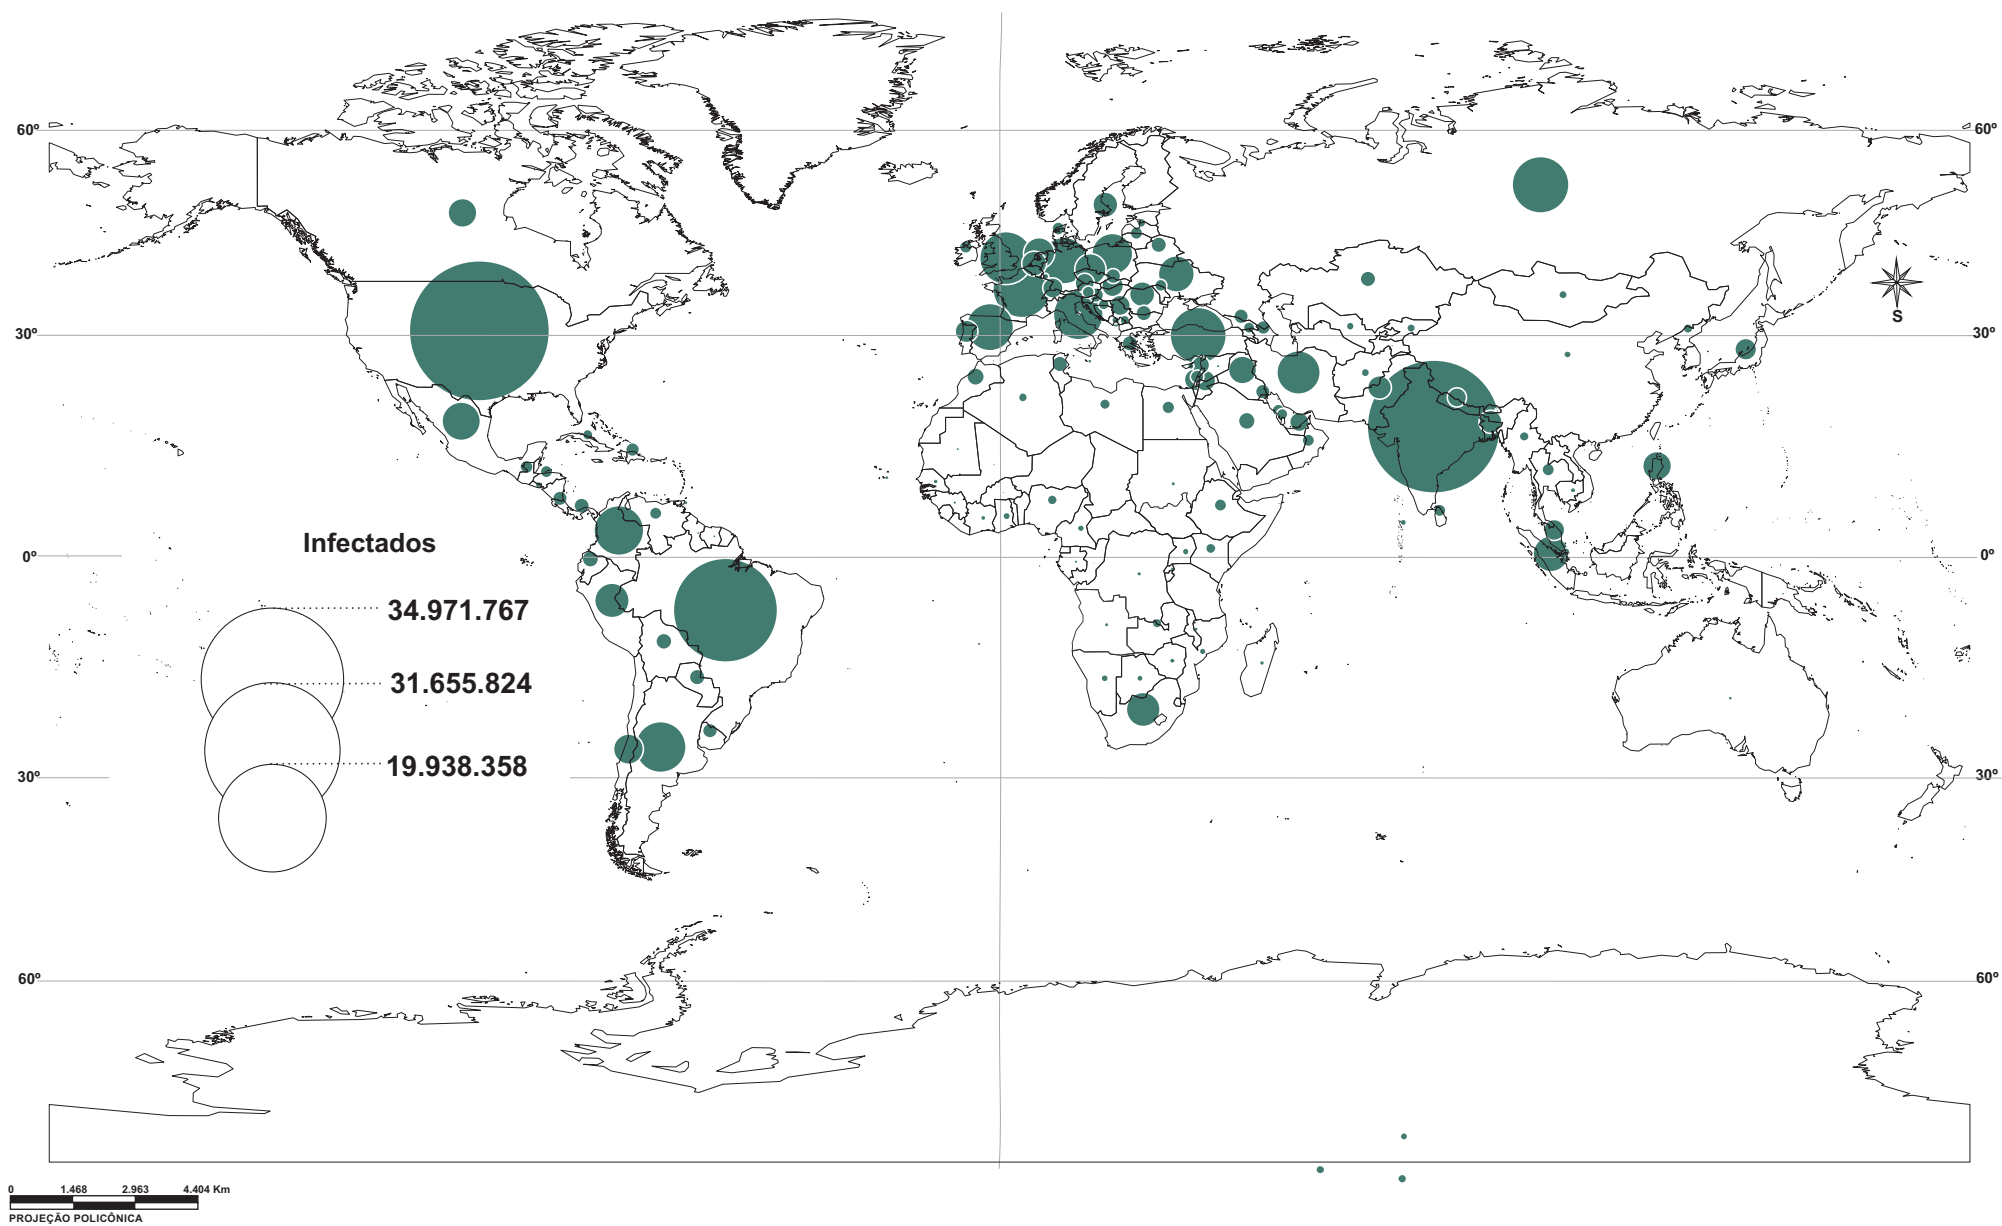 60º 60º
30º 30º
S
Infectados
0º 0º
34.971.767
31.655.824
19.938.358
30º 30º
60º 60º
0 1.468 2.963 4.404 Km
PROJEÇÃO POLICÔNICA